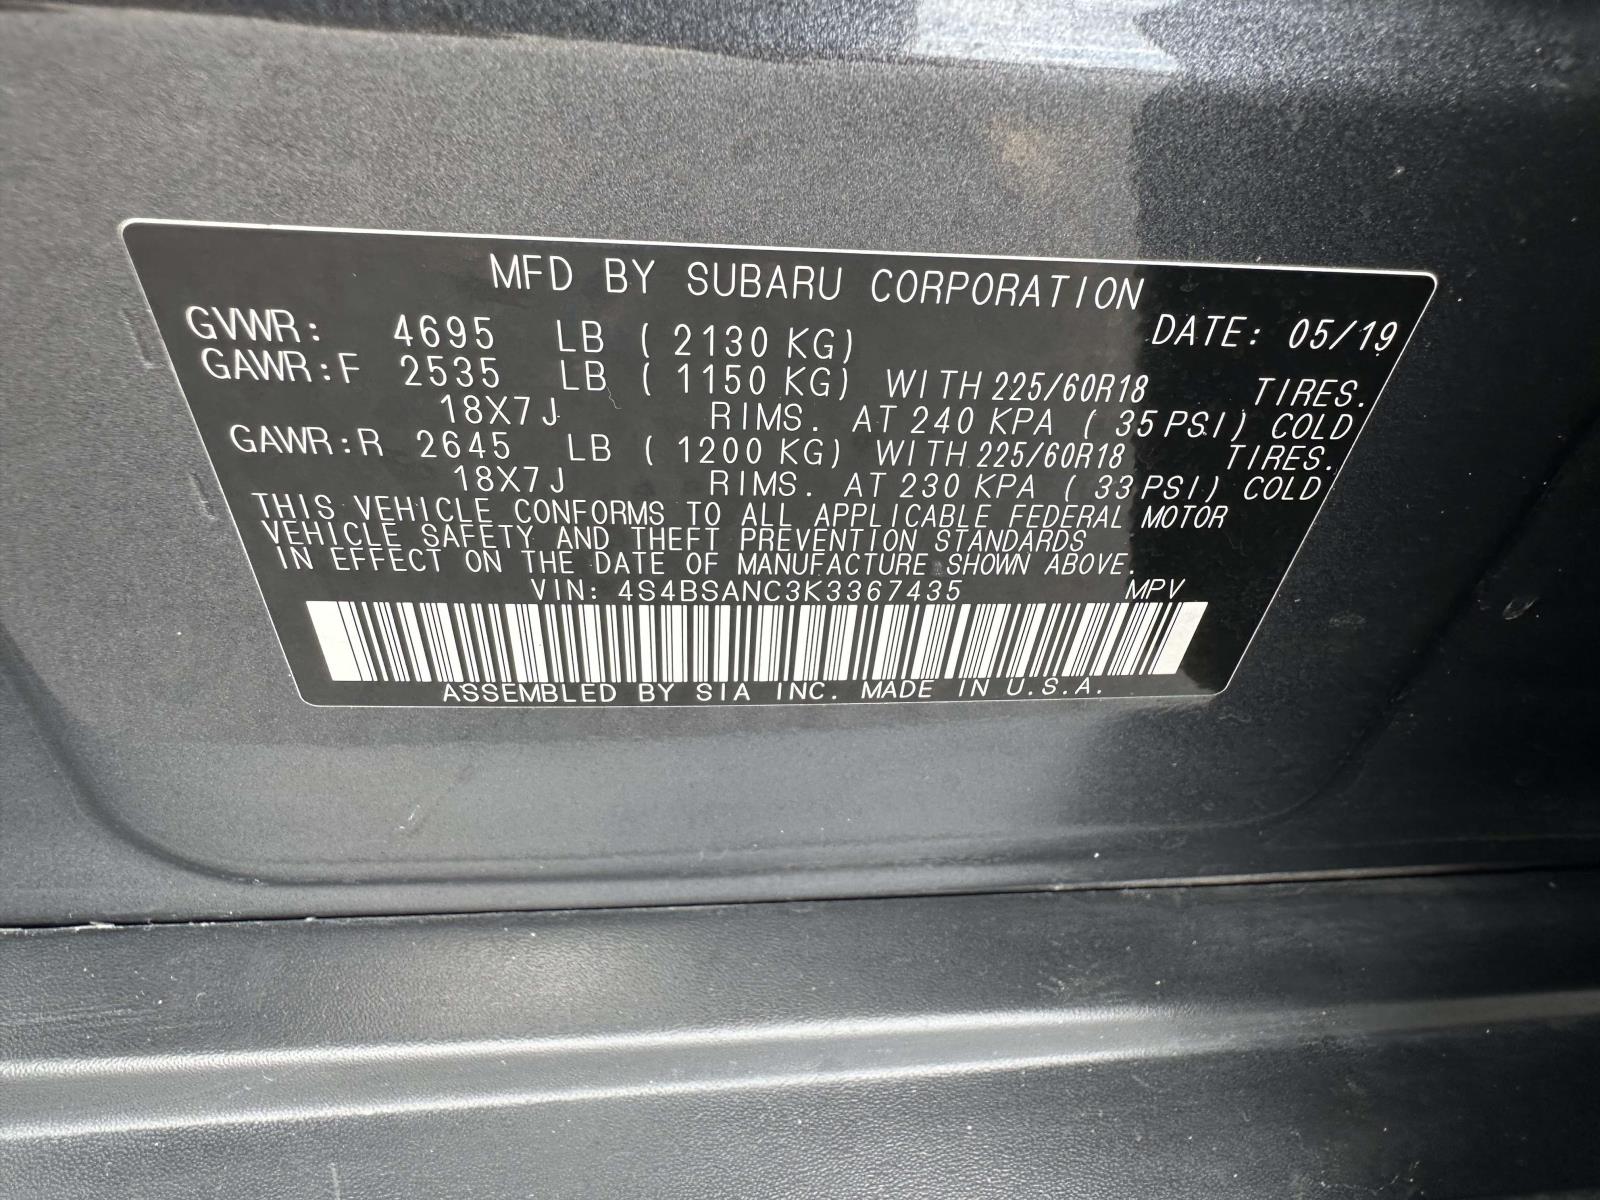 MFD BY SUBARU CORPORATION
GVWR: 4695 LB ( 2130 KG) DATE: 05/19
GAWR:F 2535 LB ( 1150 KG) WITH 225/60R18 TIRES.
18X7J RIMS. AT 240 KPA ( 35 PSI) COLD
GAWR:R 2645 LB ( 1200 KG) WITH 225/60R18 TIRES.
18X7J RIMS. AT 230 KPA ( 33 PSI) COLD
THIS VEHICLE CONFORMS TO ALL APPLICABLE FEDERAL MOTOR
VEHICLE SAFETY AND THEFT PREVENTION STANDARDS
IN EFFECT ON THE DATE OF MANUFACTURE SHOWN ABOVE.
VIN: 4S4BSANC3K3367435 MPV
ASSEMBLED BY SIA INC. MADE IN U.S.A.